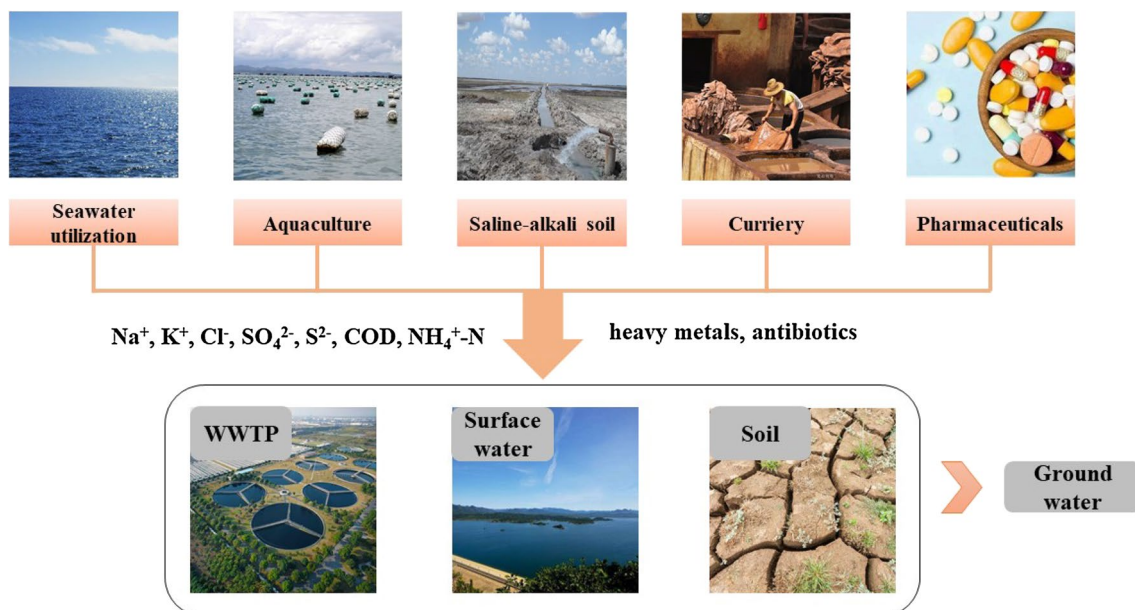 Seawater
utilization
Aquaculture
Saline-alkali soil
Curriery
Pharmaceuticals
Na⁺, K⁺, Cl⁻, SO₄²⁻, S²⁻, COD, NH₄⁺-N
heavy metals, antibiotics
WWTP
Surface
water
Soil
Ground
water